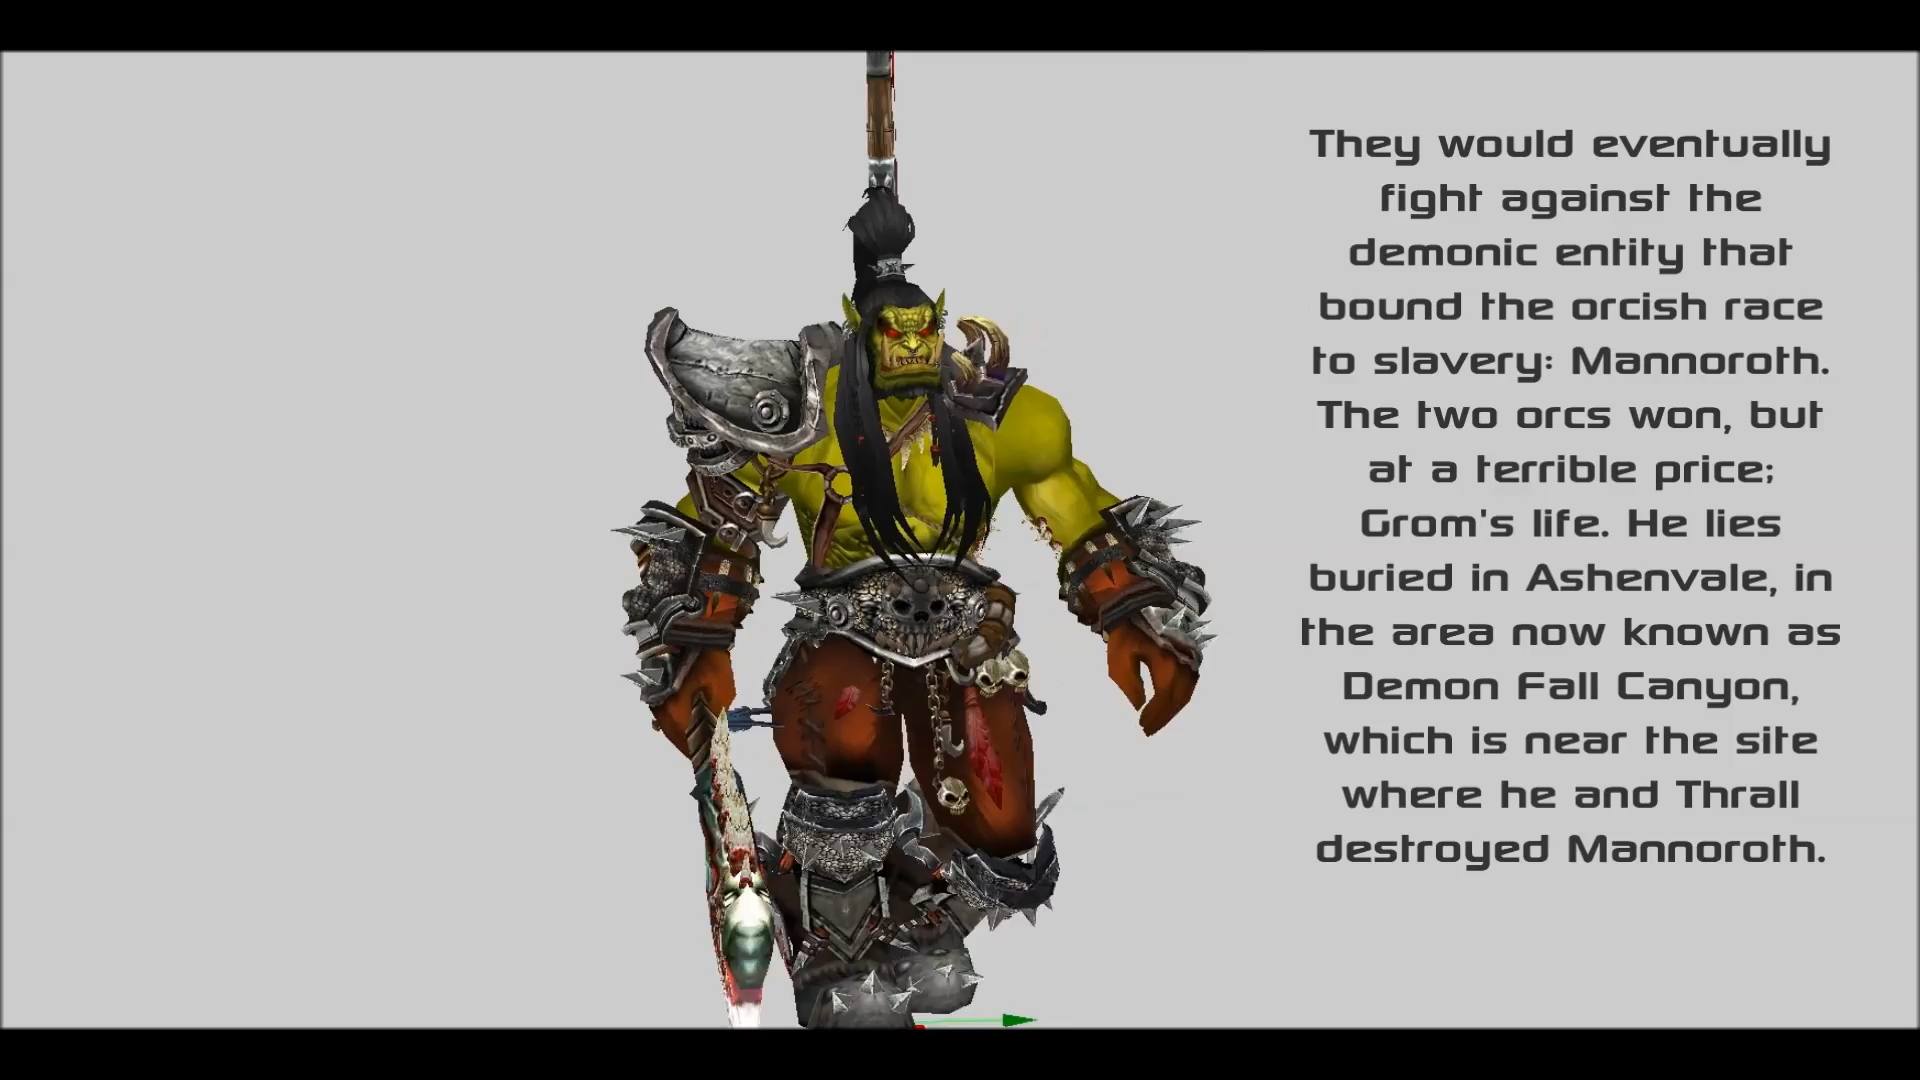 They would eventually
fight against the
demonic entity that
bound the orcish race
to slavery: Mannoroth.
The two orcs won, but
at a terrible price;
Grom's life. He lies
buried in Ashenvale, in
the area now known as
Demon Fall Canyon,
which is near the site
where he and Thrall
destroyed Mannoroth.